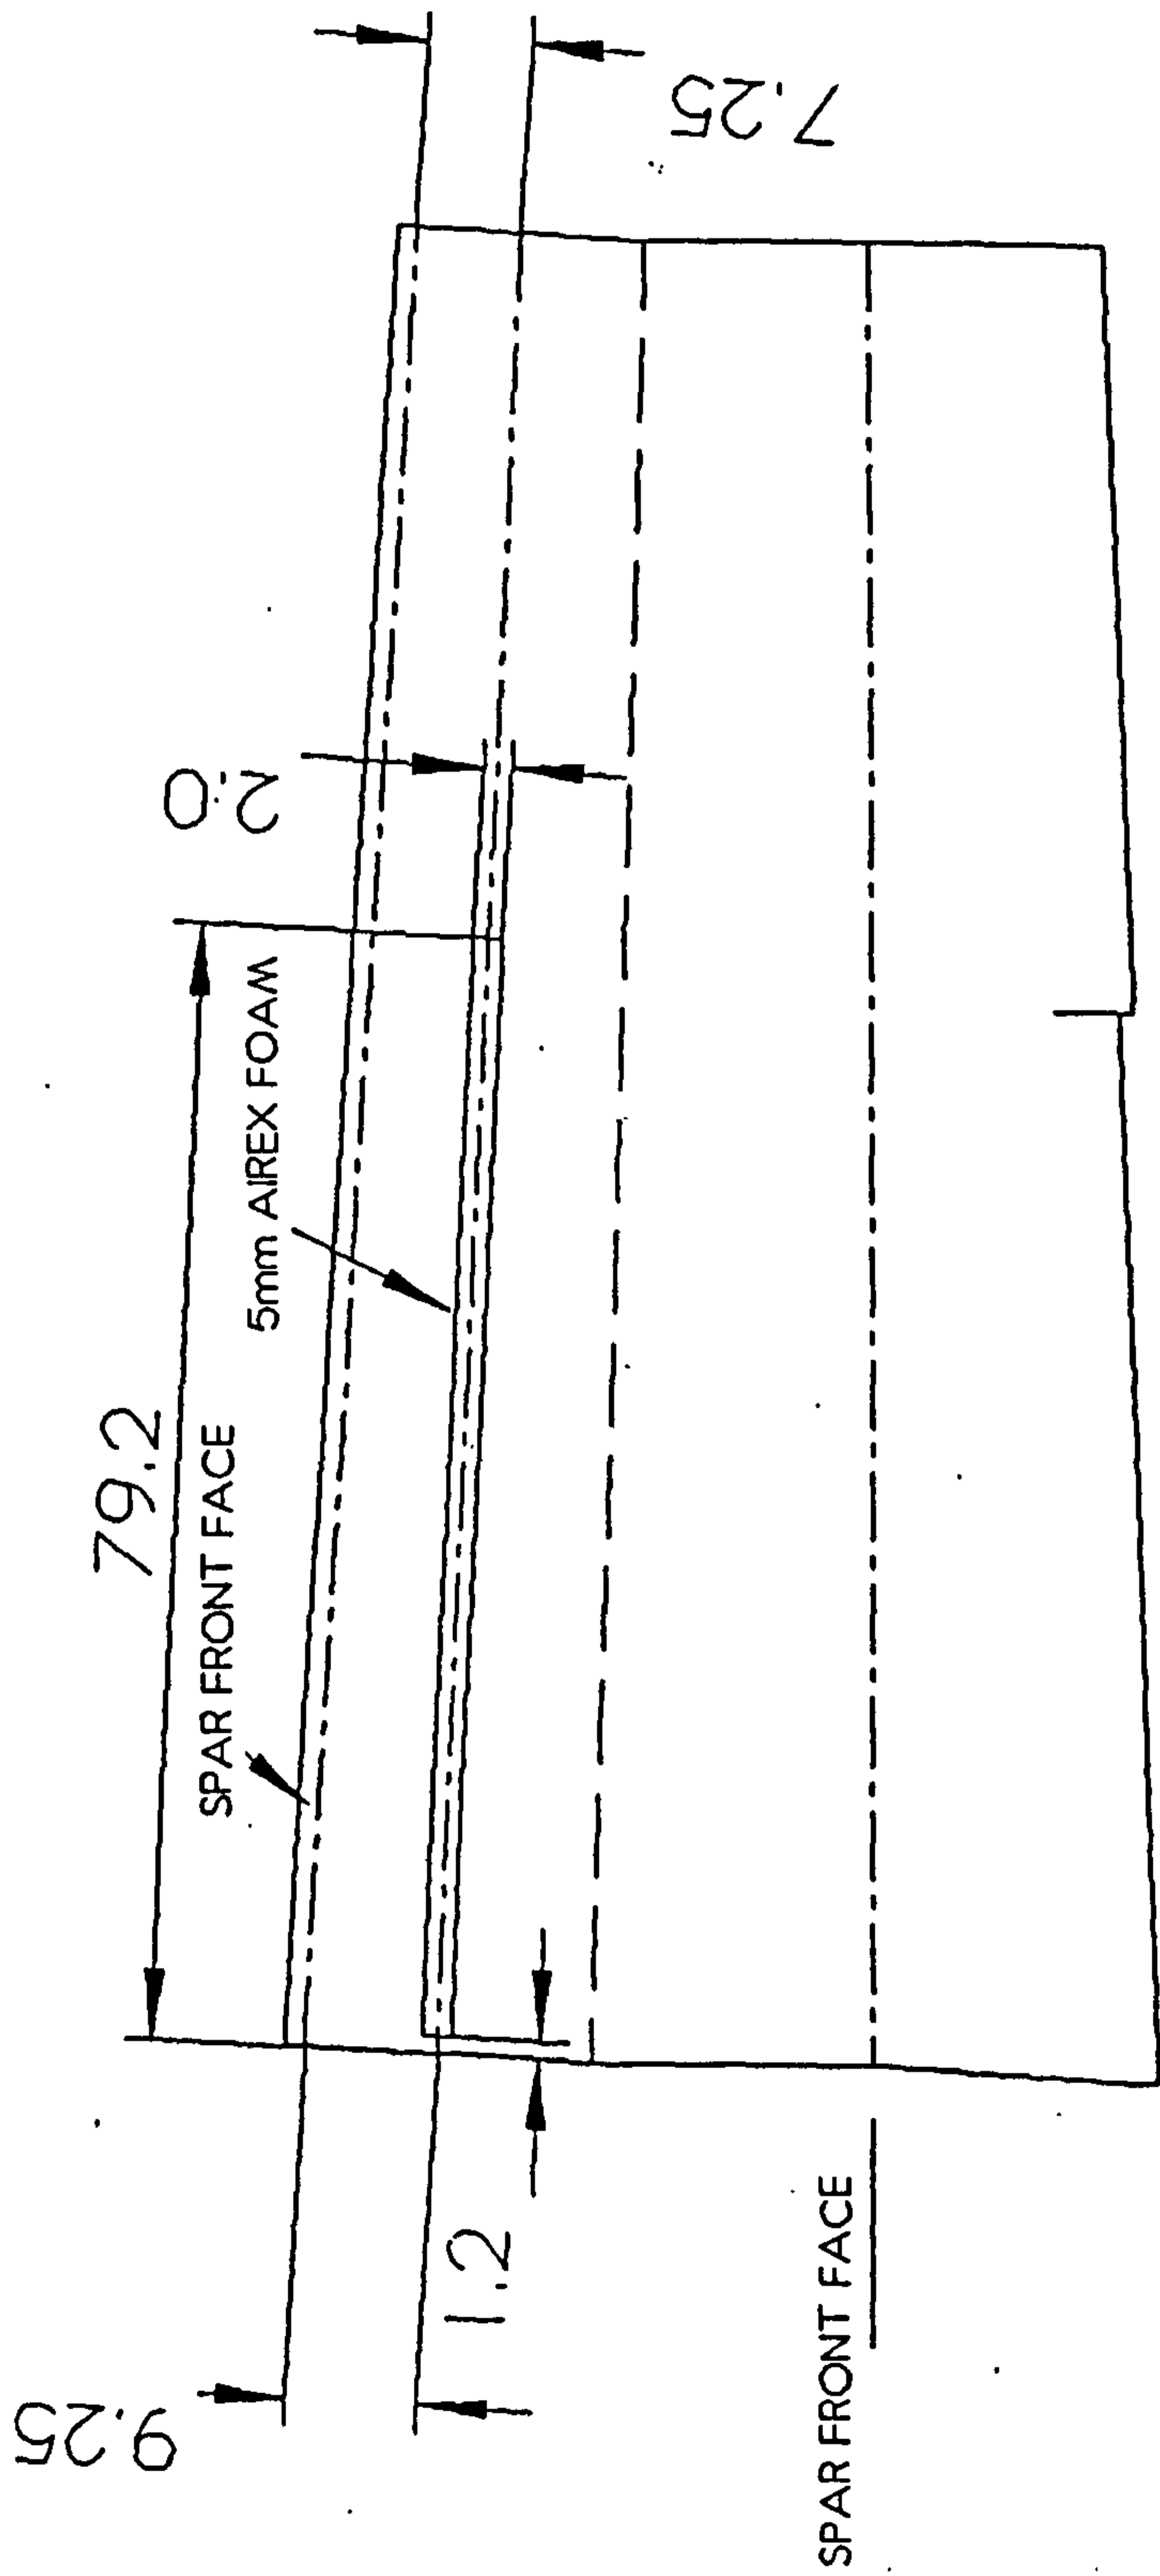 7.25
2.0
79.2
5mm AIREX FOAM
SPAR FRONT FACE
9.25
1.2
SPAR FRONT FACE